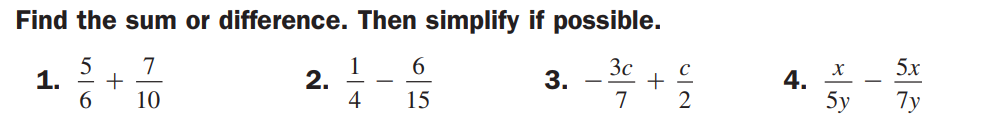 Find the sum or difference. Then simplify if possible.
1. 5/6 + 7/10 2. 1/4 − 6/15 3. −3c/7 + c/2 4. x/5y − 5x/7y